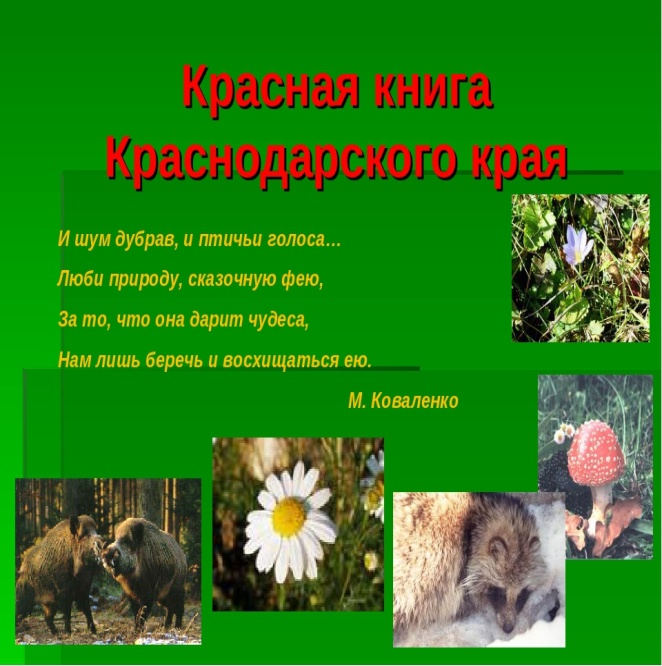 Красная книга
Краснодарского края
И шум дубрав, и птичьи голоса…
Люби природу, сказочную фею,
За то, что она дарит чудеса,
Нам лишь беречь и восхищаться ею.
М. Коваленко